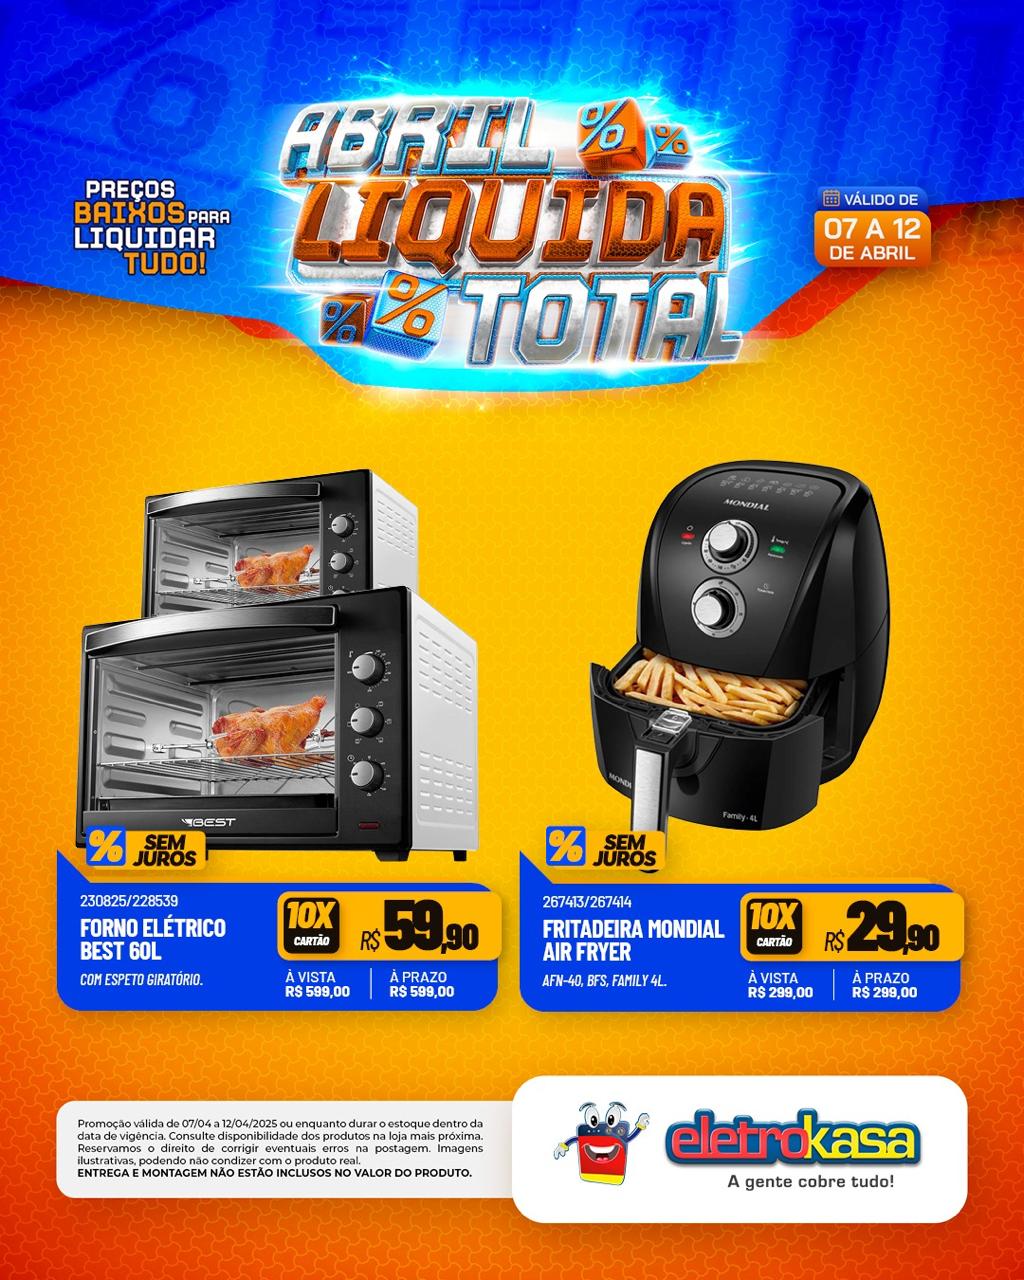 ABRIL
LIQUIDA
TOTAL
PREÇOS
BAIXOS PARA
LIQUIDAR
TUDO!
VÁLIDO DE
07 A 12
DE ABRIL
MONDIAL
MONDI
Family - 4L
BEST
% SEM
JUROS
230825/228539
FORNO ELÉTRICO
BEST 60L
COM ESPETO GIRATÓRIO.
10X
CARTÃO
R$ 59,90
À VISTA
R$ 599,00
À PRAZO
R$ 599,00
% SEM
JUROS
267413/267414
FRITADEIRA MONDIAL
AIR FRYER
AFN-40, BFS, FAMILY 4L.
10X
CARTÃO
R$ 29,90
À VISTA
R$ 299,00
À PRAZO
R$ 299,00
Promoção válida de 07/04 a 12/04/2025 ou enquanto durar o estoque dentro da
data de vigência. Consulte disponibilidade dos produtos na loja mais próxima.
Reservamos o direito de corrigir eventuais erros na postagem. Imagens
ilustrativas, podendo não condizer com o produto real.
ENTREGA E MONTAGEM NÃO ESTÃO INCLUSOS NO VALOR DO PRODUTO.
eletrokasa
A gente cobre tudo!